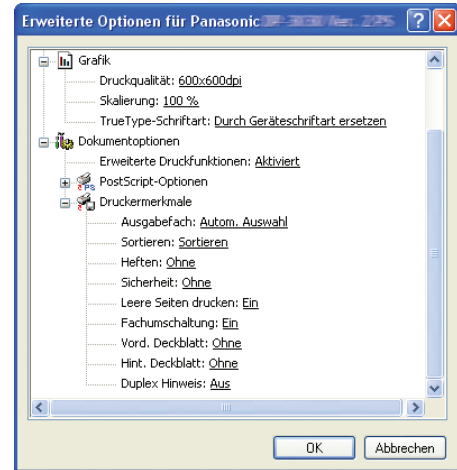 Erweiterte Optionen für Panasonic
Grafik
Druckqualität: 600x600dpi
Skalierung: 100 %
TrueType-Schriftart: Durch Geräteschriftart ersetzen
Dokumentoptionen
Erweiterte Druckfunktionen: Aktiviert
PostScript-Optionen
Druckermerkmale
Ausgabefach: Autom. Auswahl
Sortieren: Sortieren
Heften: Ohne
Sicherheit: Ohne
Leere Seiten drucken: Ein
Fachumschaltung: Ein
Vord. Deckblatt: Ohne
Hint. Deckblatt: Ohne
Duplex Hinweis: Aus
OK
Abbrechen